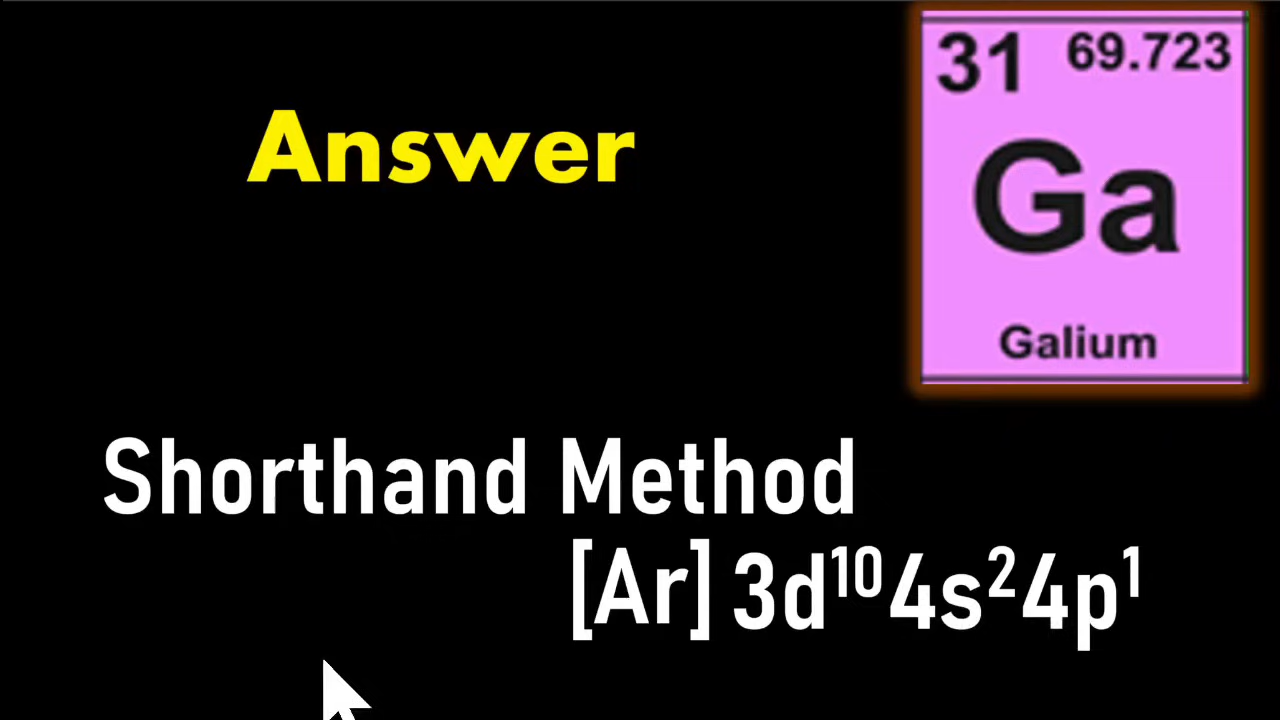 31 69.723
Answer
Ga
Galium
Shorthand Method
[Ar] 3d¹⁰4s²4p¹